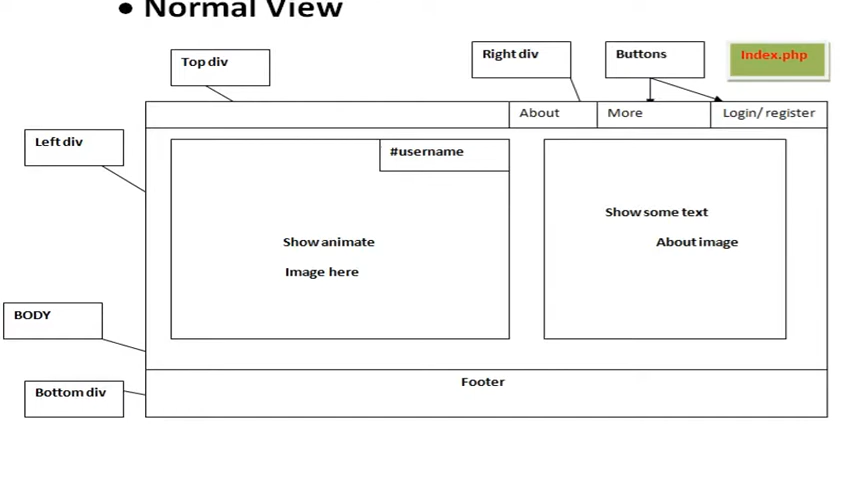 • Normal View
Top div
Right div
Buttons
Index.php
About
More
Login/ register
Left div
#username
Show some text
Show animate
About image
Image here
BODY
Footer
Bottom div